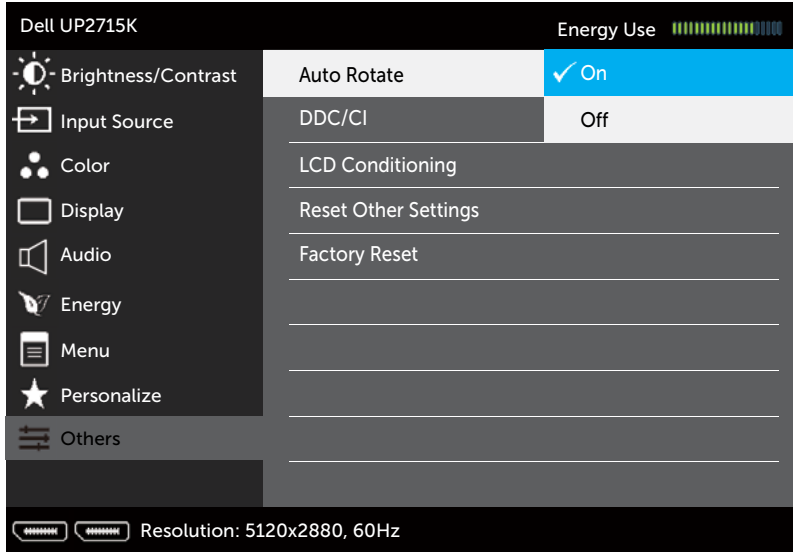 Dell UP2715K
Energy Use
Brightness/Contrast
Auto Rotate
On
Input Source
DDC/CI
Off
Color
LCD Conditioning
Display
Reset Other Settings
Audio
Factory Reset
Energy
Menu
Personalize
Others
Resolution: 5120x2880, 60Hz